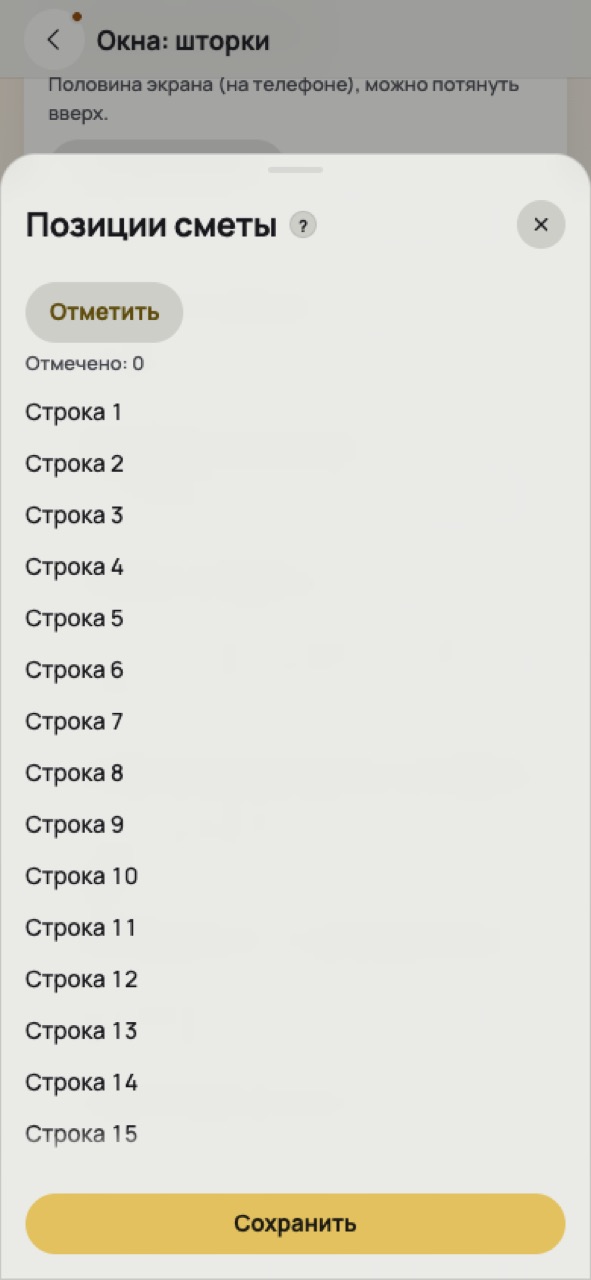 Окна: шторки
Половина экрана (на телефоне), можно потянуть
вверх.
Позиции сметы ?
Отметить
Отмечено: 0
Строка 1
Строка 2
Строка 3
Строка 4
Строка 5
Строка 6
Строка 7
Строка 8
Строка 9
Строка 10
Строка 11
Строка 12
Строка 13
Строка 14
Строка 15
Сохранить